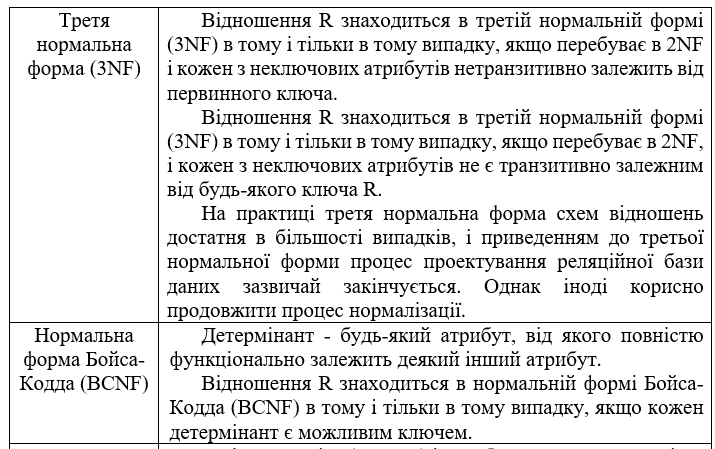 Третя
нормальна
форма (3NF)
Відношення R знаходиться в третій нормальній формі
(3NF) в тому і тільки в тому випадку, якщо перебуває в 2NF
і кожен з неключових атрибутів нетранзитивно залежить від
первинного ключа.
Відношення R знаходиться в третій нормальній формі
(3NF) в тому і тільки в тому випадку, якщо перебуває в 2NF,
і кожен з неключових атрибутів не є транзитивно залежним
від будь-якого ключа R.
На практиці третя нормальна форма схем відношень
достатня в більшості випадків, і приведенням до третьої
нормальної форми процес проектування реляційної бази
даних зазвичай закінчується. Однак іноді корисно
продовжити процес нормалізації.
Нормальна
форма Бойса-
Кодда (BCNF)
Детермінант - будь-який атрибут, від якого повністю
функціонально залежить деякий інший атрибут.
Відношення R знаходиться в нормальній формі Бойса-
Кодда (BCNF) в тому і тільки в тому випадку, якщо кожен
детермінант є можливим ключем.